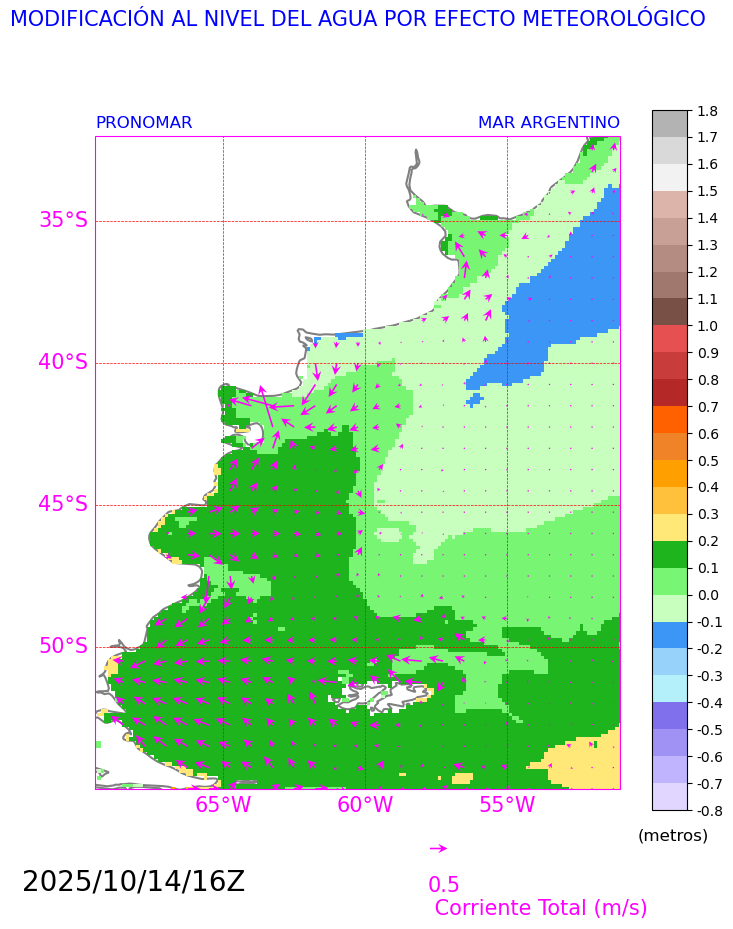 MODIFICACIÓN AL NIVEL DEL AGUA POR EFECTO METEOROLÓGICO
PRONOMAR
MAR ARGENTINO
35°S
40°S
45°S
50°S
65°W
60°W
55°W
1.8
1.7
1.6
1.5
1.4
1.3
1.2
1.1
1.0
0.9
0.8
0.7
0.6
0.5
0.4
0.3
0.2
0.1
0.0
-0.1
-0.2
-0.3
-0.4
-0.5
-0.6
-0.7
-0.8
(metros)
2025/10/14/16Z
0.5
Corriente Total (m/s)